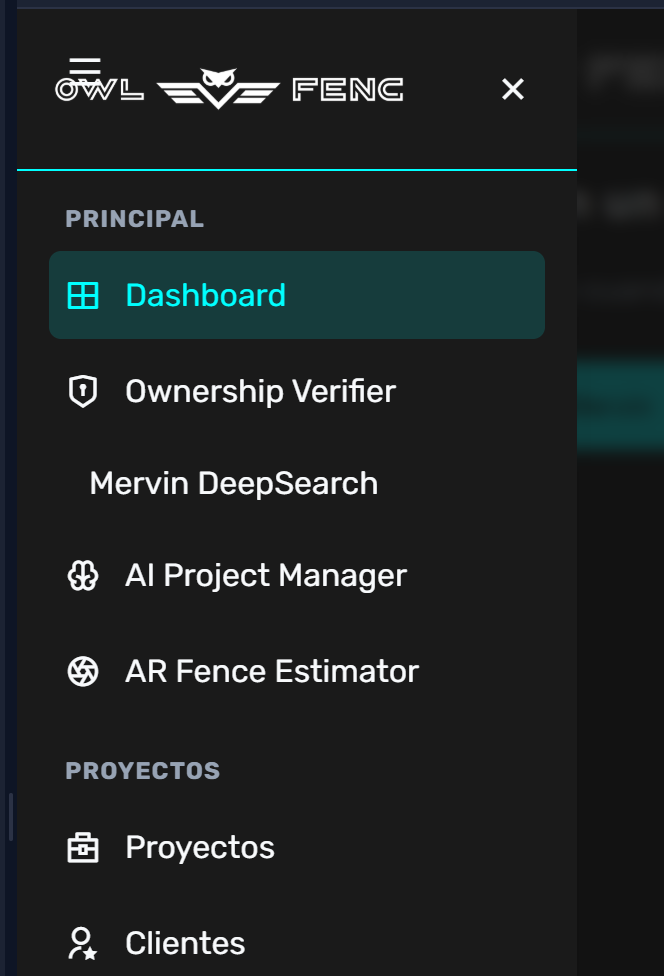 OWL FENC
PRINCIPAL
Dashboard
Ownership Verifier
Mervin DeepSearch
AI Project Manager
AR Fence Estimator
PROYECTOS
Proyectos
Clientes